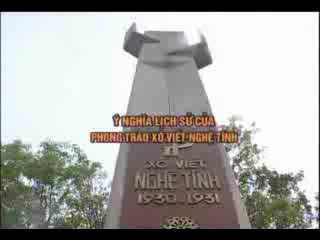 Ý NGHĨA LỊCH SỬ CỦA
PHONG TRÀO XÔ VIẾT NGHỆ TĨNH
XÔ VIẾT
NGHỆ TĨNH
1930-1931